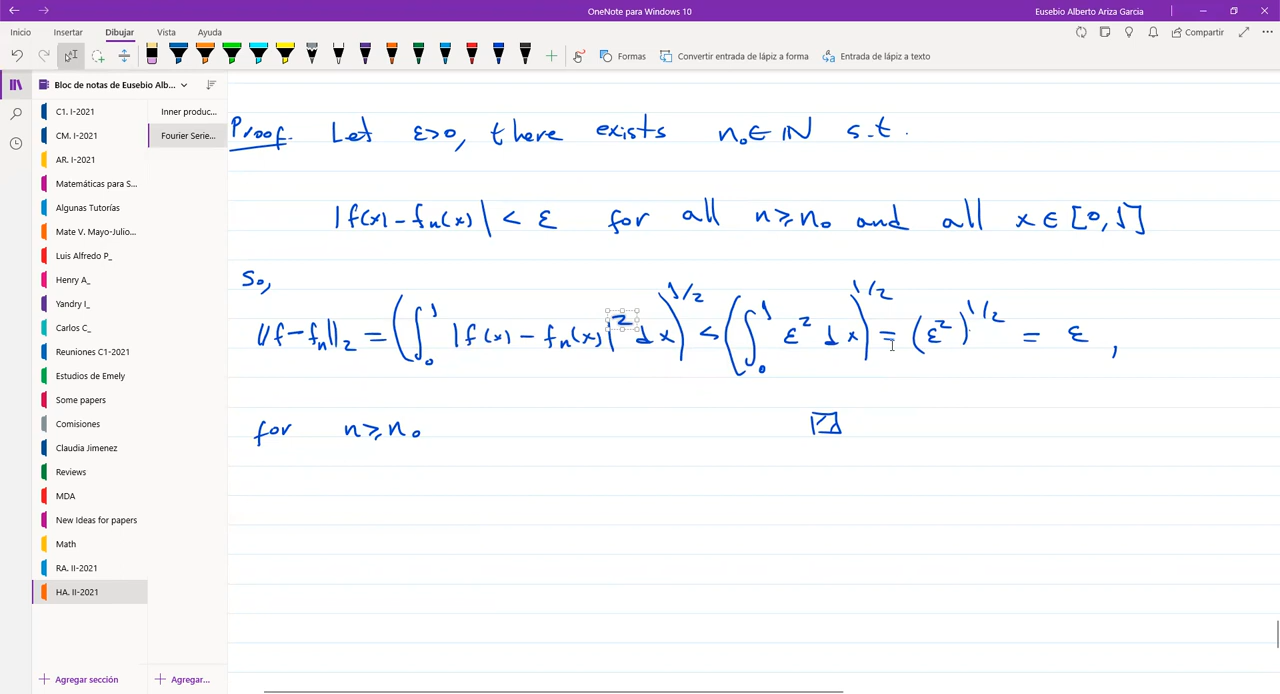 OneNote para Windows 10
Eusebio Alberto Ariza Garcia
Inicio Insertar Dibujar Vista Ayuda
Compartir
Formas
Convertir entrada de lápiz a forma
Entrada de lápiz a texto
Bloc de notas de Eusebio Alb...
C1. I-2021
CM. I-2021
AR. I-2021
Matemáticas para S...
Algunas Tutorías
Mate V. Mayo-Julio...
Luis Alfredo P_
Henry A_
Yandry I_
Carlos C_
Reuniones C1-2021
Estudios de Emely
Some papers
Comisiones
Claudia Jimenez
Reviews
MDA
New Ideas for papers
Math
RA. II-2021
HA. II-2021
Agregar sección
Inner produc...
Fourier Serie...
Agregar...
Proof. Let ε>0, there exists n₀∈ℕ s.t.
|f(x) - fₙ(x)| < ε for all n≥n₀ and all x∈[0,1]
So,
||f-fₙ||₂ = (∫₀¹ |f(x) - fₙ(x)|² dx)^1/2 < (∫₀¹ ε² dx)^1/2 = (ε²)^1/2 = ε,
for n≥n₀